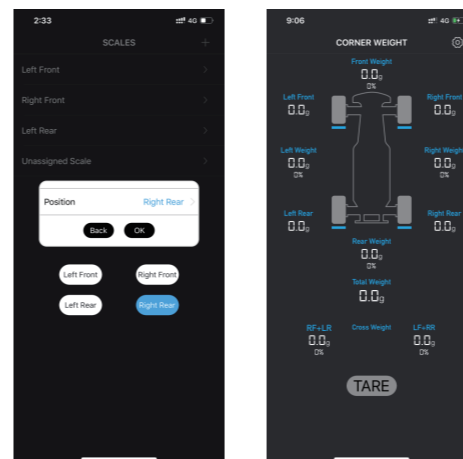 2:33
4G
SCALES
+
Left Front
Right Front
Left Rear
Unassigned Scale
Position Right Rear
Back OK
Left Front Right Front
Left Rear Right Rear
9:06
4G
CORNER WEIGHT
Front Weight
0.0g
0%
Left Front Right Front
0.0g 0.0g
Left Weight Right Weight
0.0g 0.0g
0% 0%
Left Rear Right Rear
0.0g 0.0g
Rear Weight
0.0g
0%
Total Weight
0.0g
RF+LR Cross Weight LF+RR
0.0g 0.0g
0% 0%
TARE